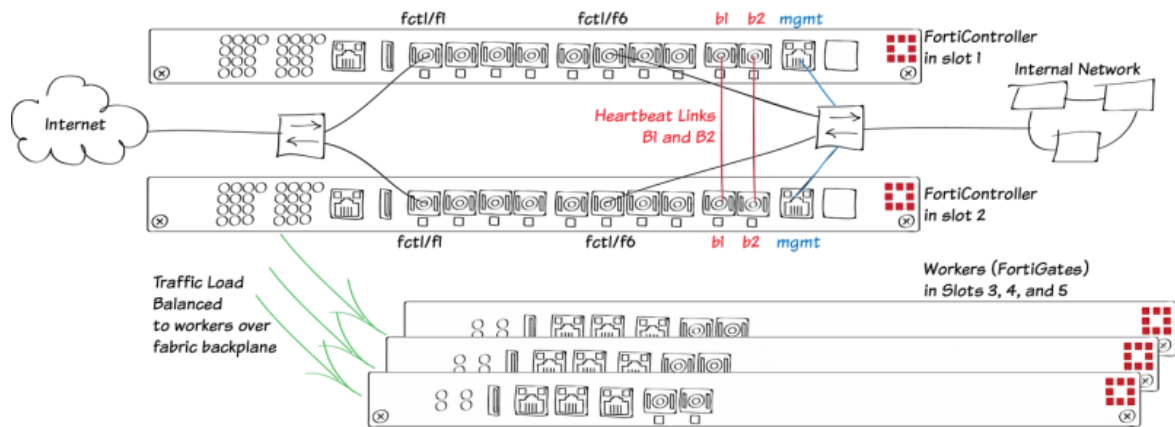 fctl/f1
fctl/f6
b1
b2
mgmt
FortiController
in slot 1
Internet
Heartbeat Links
B1 and B2
Internal Network
FortiController
in slot 2
fctl/f1
fctl/f6
b1
b2
mgmt
Traffic Load
Balanced
to workers over
fabric backplane
Workers (FortiGates)
in Slots 3, 4, and 5